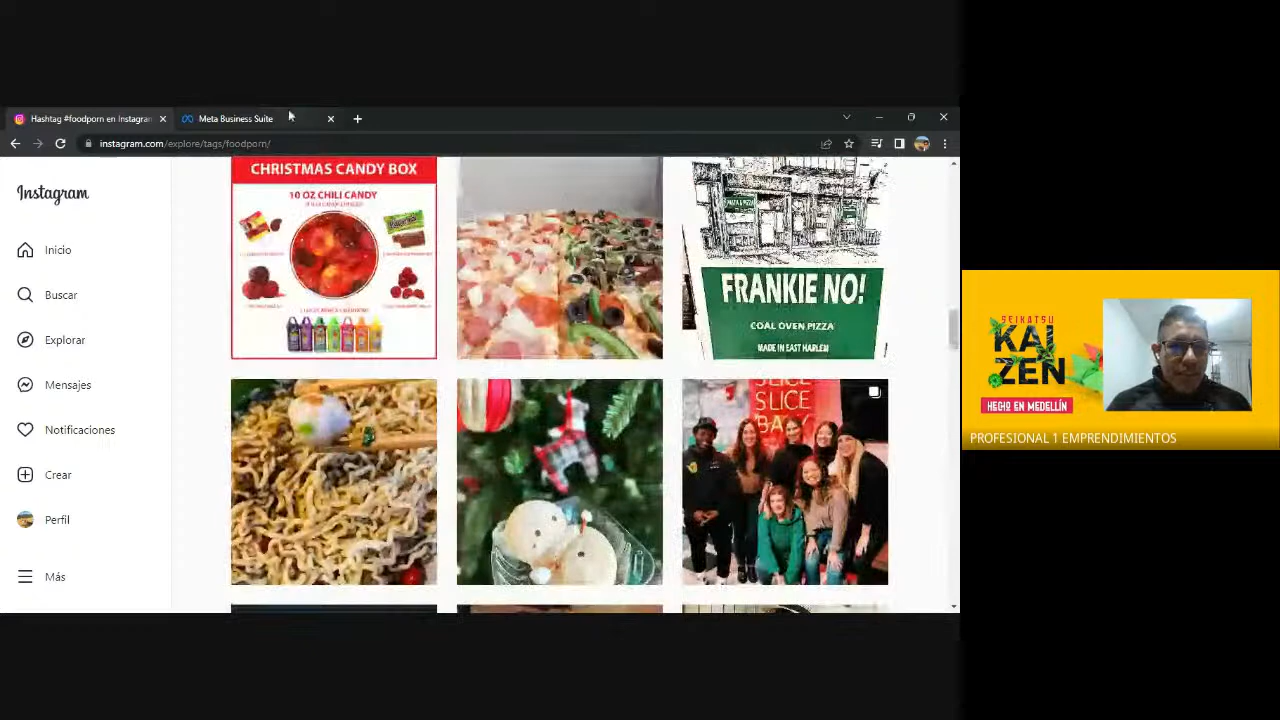 Hashtag #foodporn en Instagram
Meta Business Suite
instagram.com/explore/tags/foodporn/
Instagram
Inicio
Buscar
Explorar
Mensajes
Notificaciones
Crear
Perfil
Más
CHRISTMAS CANDY BOX
10 OZ CHILI CANDY
FRANKIE NO!
COAL OVEN PIZZA
MADE IN EAST HARLEM
SLICE
SLICE
SEIKATSU
KAI
ZEN
HECHO EN MEDELLÍN
PROFESIONAL 1 EMPRENDIMIENTOS